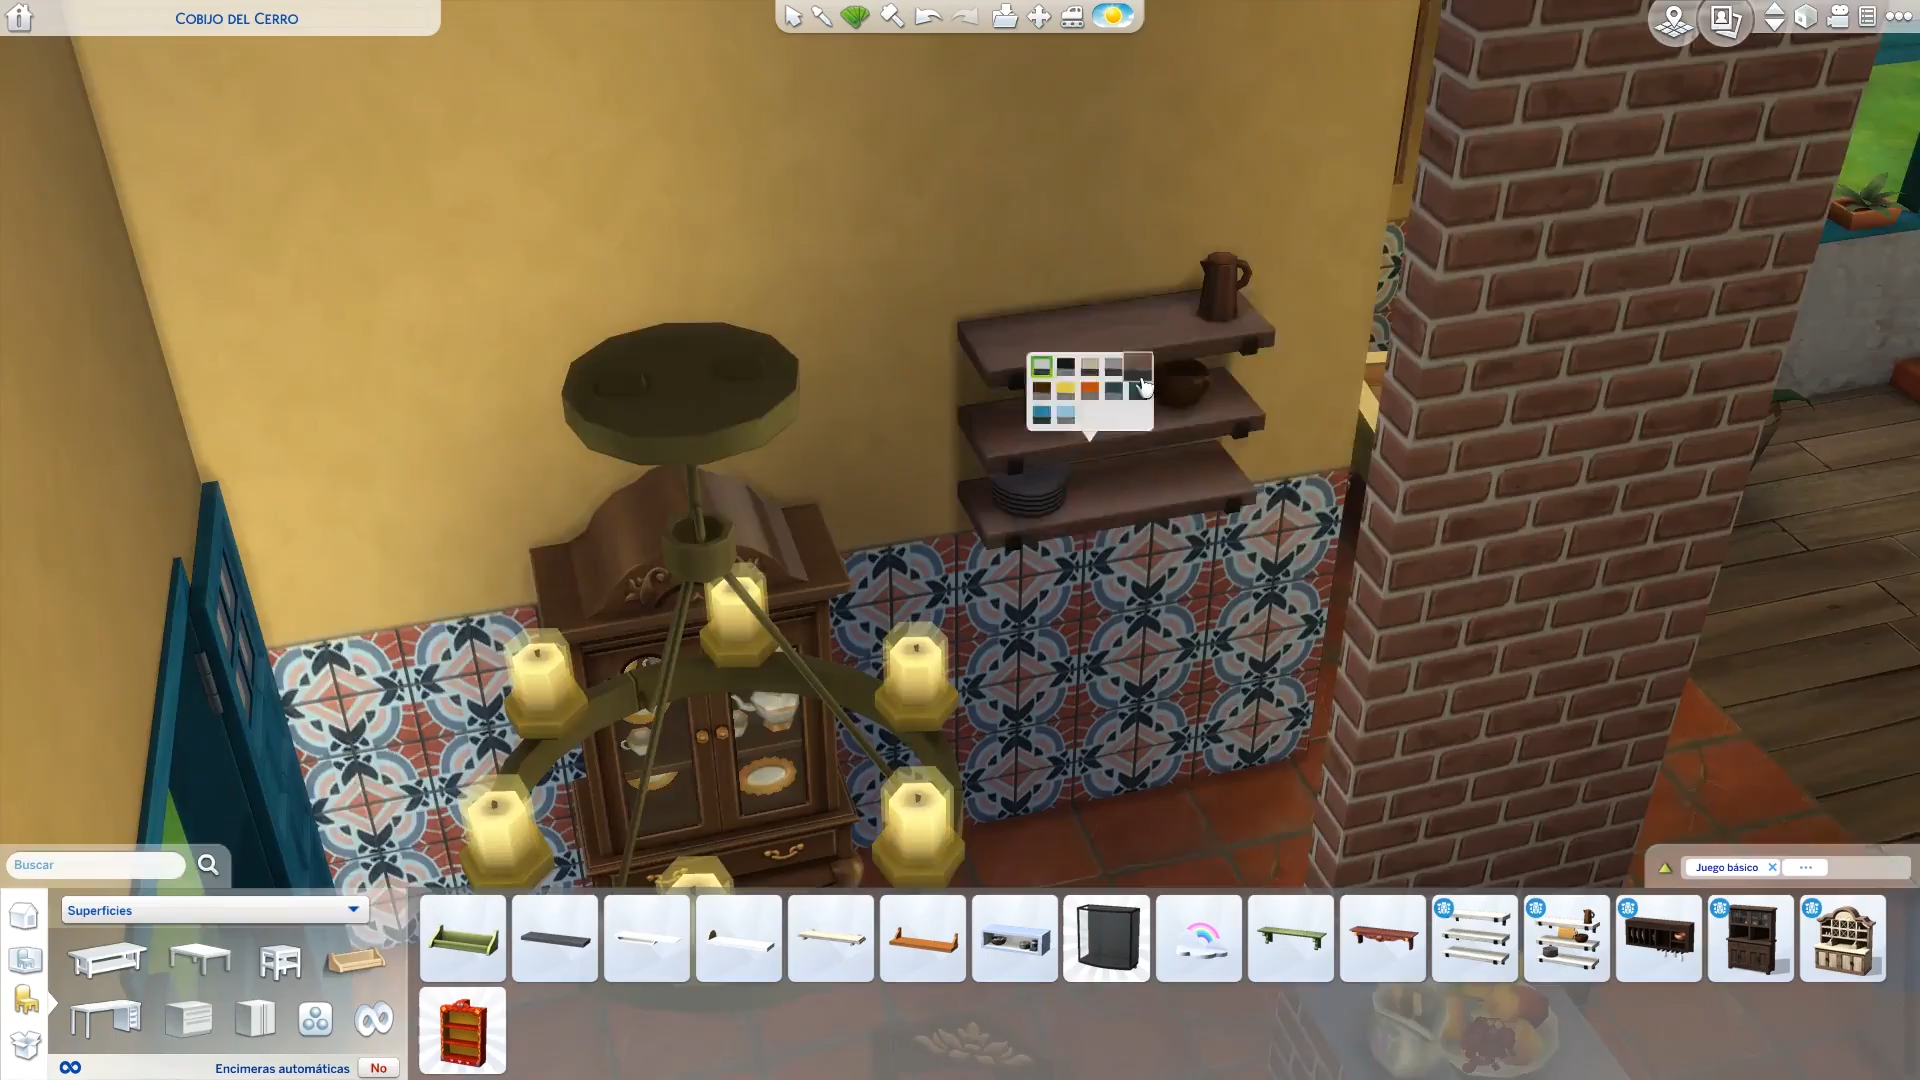 Cobijo del Cerro
Buscar
Juego básico
Superficies
Encimeras automáticas No